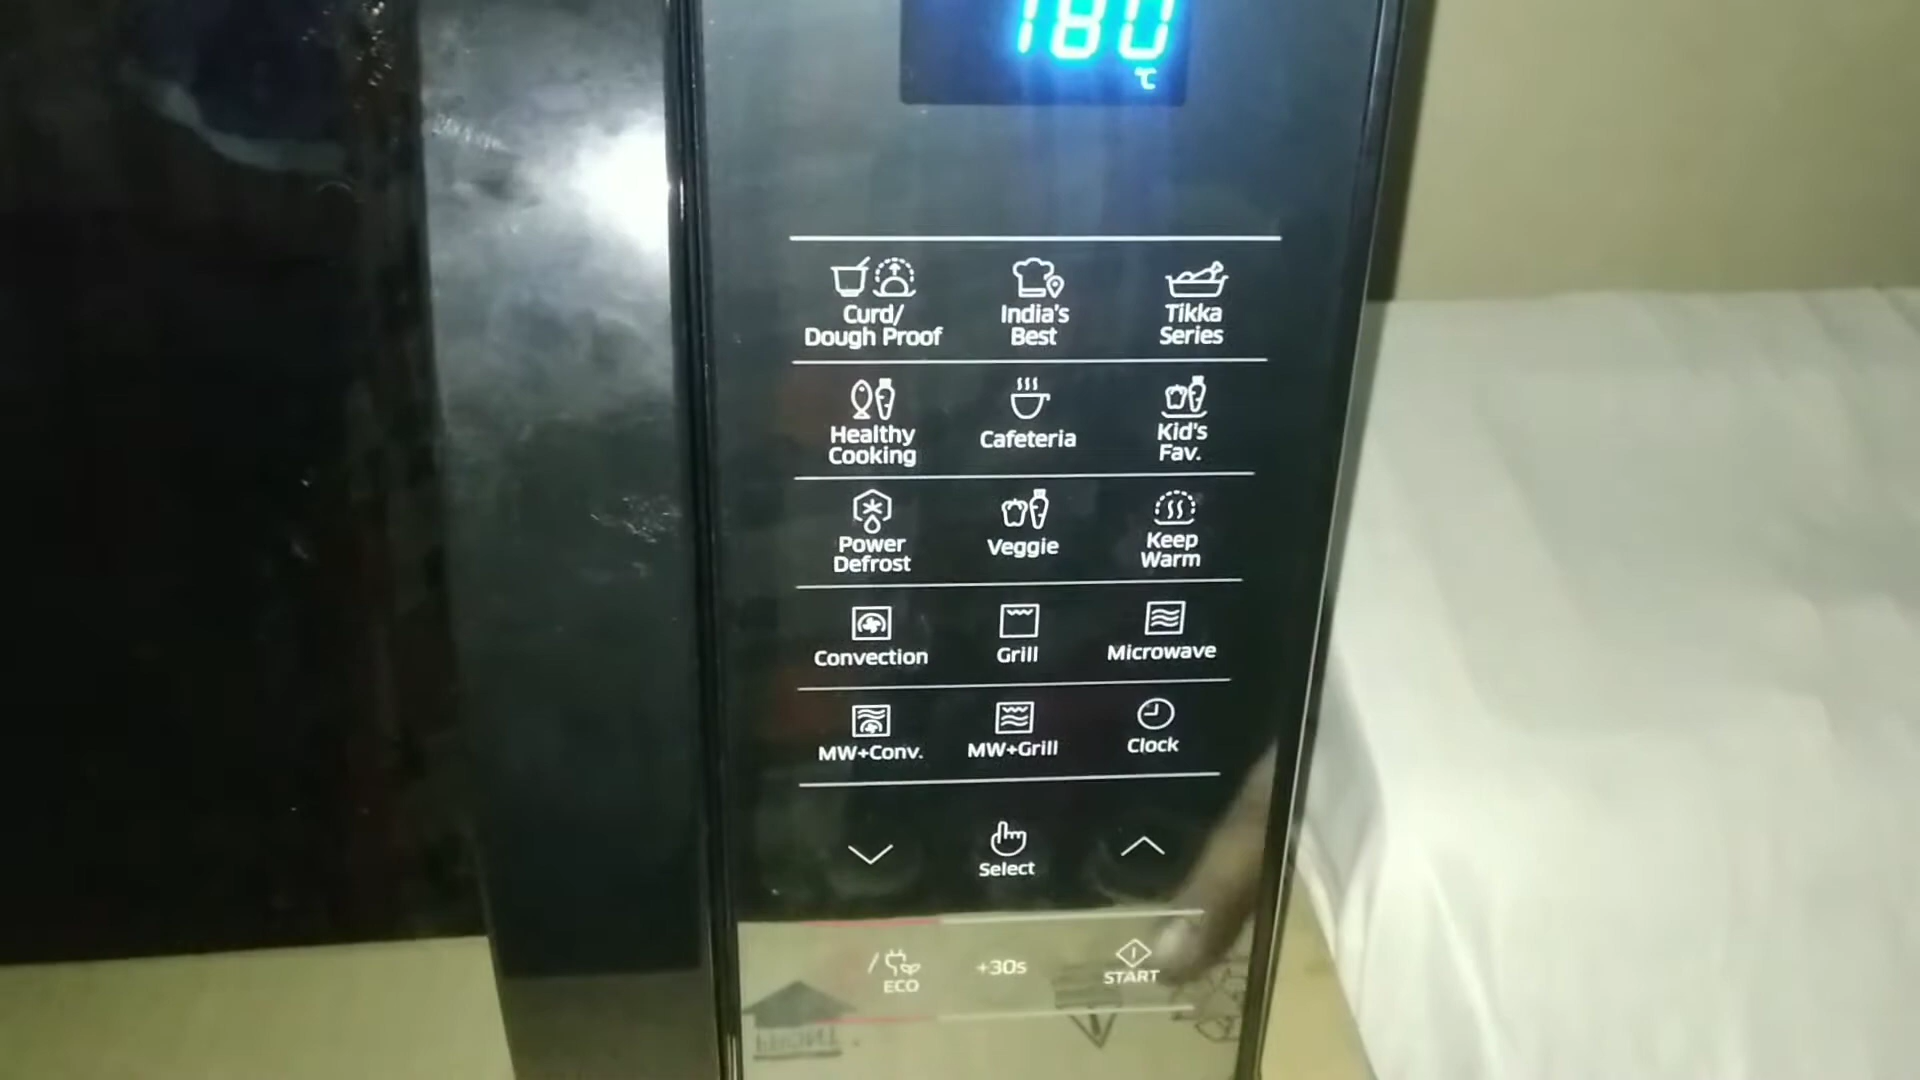 180
℃
Curd/
Dough Proof
India's
Best
Tikka
Series
Healthy
Cooking
Cafeteria
Kid's
Fav.
Power
Defrost
Veggie
Keep
Warm
Convection
Grill
Microwave
MW+Conv.
MW+Grill
Clock
Select
/ ECO
+30s
START